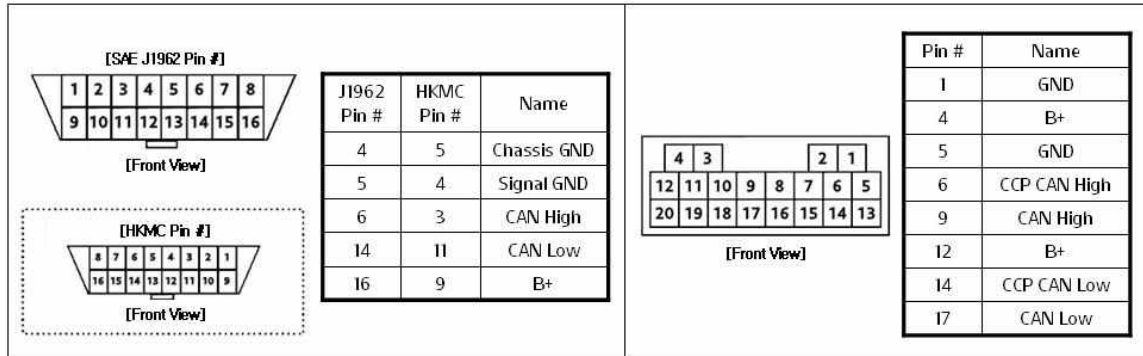 [SAE J1962 Pin #]
1 2 3 4 5 6 7 8
9 10 11 12 13 14 15 16
[Front View]
[HKMC Pin #]
8 7 6 5 4 3 2 1
16 15 14 13 12 11 10 9
[Front View]
J1962 Pin # HKMC Pin # Name
4 5 Chassis GND
5 4 Signal GND
6 3 CAN High
14 11 CAN Low
16 9 B+
4 3 2 1
12 11 10 9 8 7 6 5
20 19 18 17 16 15 14 13
[Front View]
Pin # Name
1 GND
4 B+
5 GND
6 CCP CAN High
9 CAN High
12 B+
14 CCP CAN Low
17 CAN Low